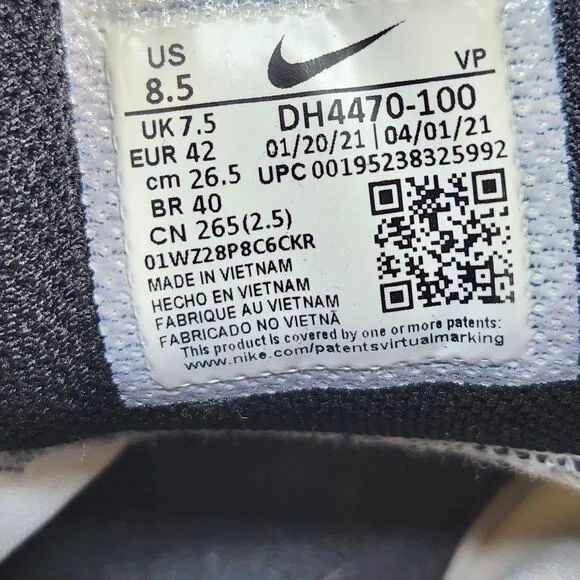 US
8.5
VP
UK 7.5
DH4470-100
EUR 42
01/20/21 | 04/01/21
cm 26.5
UPC 00195238325992
BR 40
CN 265(2.5)
01WZ28P8C6CKR
MADE IN VIETNAM
HECHO EN VIETNAM
FABRIQUE AU VIETNAM
FABRICADO NO VIETNÃ
This product is covered by one or more patents:
www.nike.com/patentsvirtualmarking